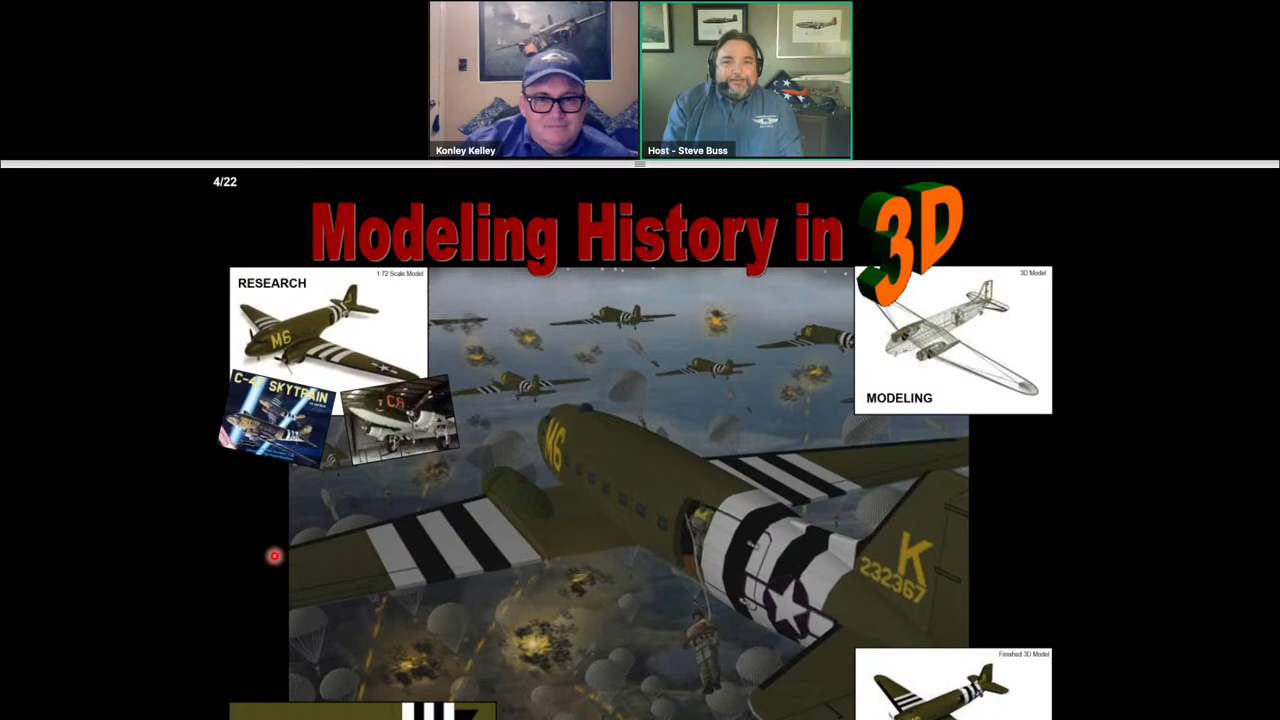 Konley Kelley
Host - Steve Buss
4/22
Modeling History in 3D
RESEARCH
1:72 Scale Model
M6
C-47 SKYTRAIN
C8
3D Model
MODELING
M6
K
232367
Finished 3D Model